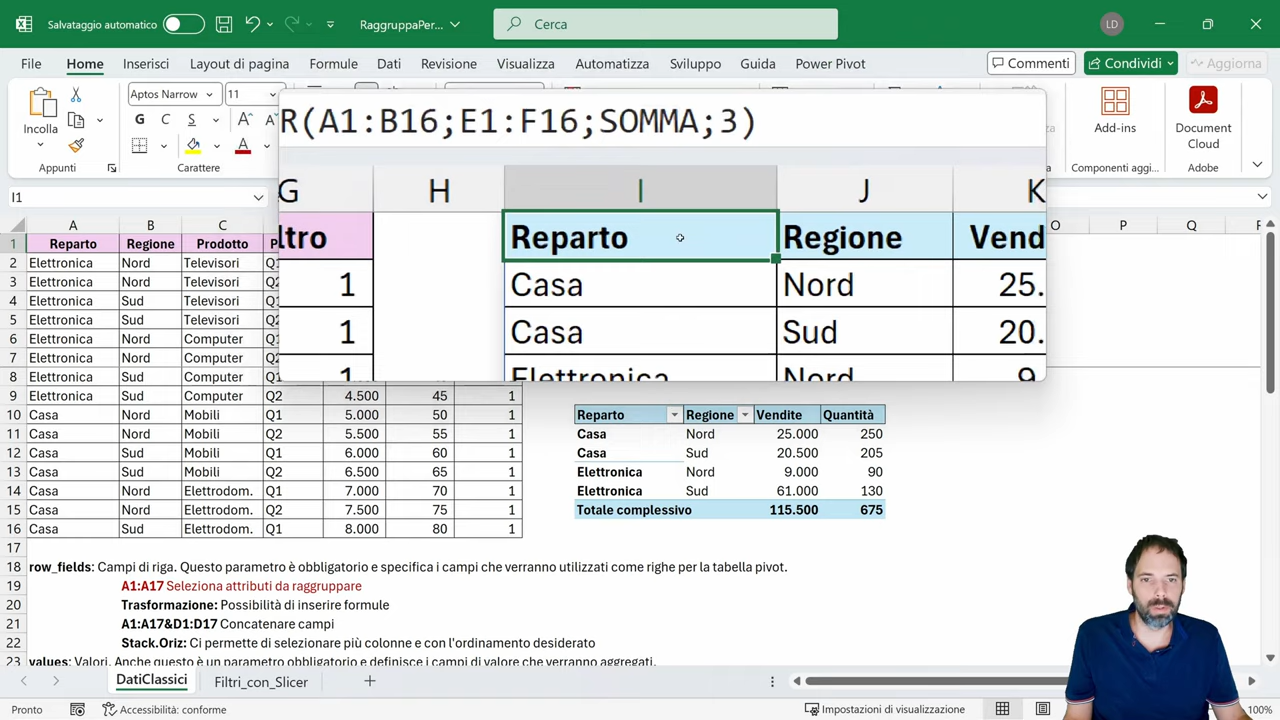 Salvataggio automatico
RaggruppaPer...
Cerca
LD
File Home Inserisci Layout di pagina Formule Dati Revisione Visualizza Automatizza Sviluppo Guida Power Pivot
Commenti Condividi Aggiorna
Incolla
Aptos Narrow 11
G C S A A
A
Appunti Carattere
Add-ins
Document
Cloud
Componenti aggi... Adobe
R(A1:B16;E1:F16;SOMMA;3)
I1
G H I J K
Reparto Regione Vend
1 Casa Nord 25.
1 Casa Sud 20.
1 Elettronica Nord 9
A B C O P Q
1 Reparto Regione Prodotto
2 Elettronica Nord Televisori Q1
3 Elettronica Nord Televisori
4 Elettronica Sud Televisori Q1
5 Elettronica Sud Televisori
6 Elettronica Nord Computer Q1
7 Elettronica Nord Computer
8 Elettronica Sud Computer Q1
9 Elettronica Sud Computer Q2 4.500 45 1
10 Casa Nord Mobili Q1 5.000 50 1
11 Casa Nord Mobili Q2 5.500 55 1
12 Casa Sud Mobili Q1 6.000 60 1
13 Casa Sud Mobili Q2 6.500 65 1
14 Casa Nord Elettrodom. Q1 7.000 70 1
15 Casa Nord Elettrodom. Q2 7.500 75 1
16 Casa Sud Elettrodom. Q1 8.000 80 1
Reparto Regione Vendite Quantità
Casa Nord 25.000 250
Casa Sud 20.500 205
Elettronica Nord 9.000 90
Elettronica Sud 61.000 130
Totale complessivo 115.500 675
17
18 row_fields: Campi di riga. Questo parametro è obbligatorio e specifica i campi che verranno utilizzati come righe per la tabella pivot.
19 A1:A17 Seleziona attributi da raggruppare
20 Trasformazione: Possibilità di inserire formule
21 A1:A17&D1:D17 Concatenare campi
22 Stack.Oriz: Ci permette di selezionare più colonne e con l'ordinamento desiderato
23 values: Valori. Anche questo è un parametro obbligatorio e definisce i campi di valore che verranno aggregati.
DatiClassici Filtri_con_Slicer
Pronto Accessibilità: conforme Impostazioni di visualizzazione 100%